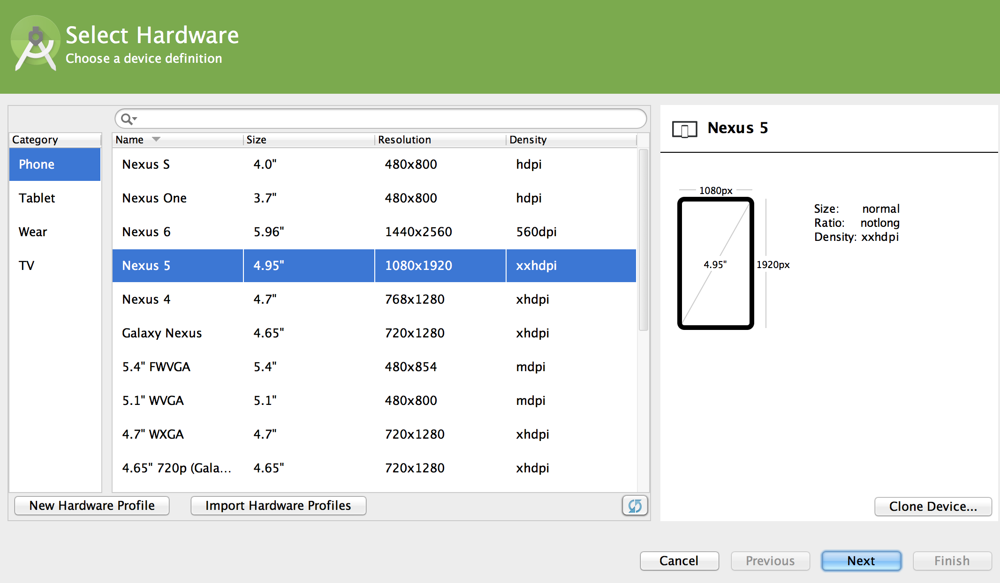 Select Hardware
Choose a device definition
Category
Phone
Tablet
Wear
TV
Name Size Resolution Density
Nexus S 4.0" 480x800 hdpi
Nexus One 3.7" 480x800 hdpi
Nexus 6 5.96" 1440x2560 560dpi
Nexus 5 4.95" 1080x1920 xxhdpi
Nexus 4 4.7" 768x1280 xhdpi
Galaxy Nexus 4.65" 720x1280 xhdpi
5.4" FWVGA 5.4" 480x854 mdpi
5.1" WVGA 5.1" 480x800 mdpi
4.7" WXGA 4.7" 720x1280 xhdpi
4.65" 720p (Gala... 4.65" 720x1280 xhdpi
New Hardware Profile Import Hardware Profiles
Nexus 5
1080px
4.95"
1920px
Size: normal
Ratio: notlong
Density: xxhdpi
Clone Device...
Cancel Previous Next Finish